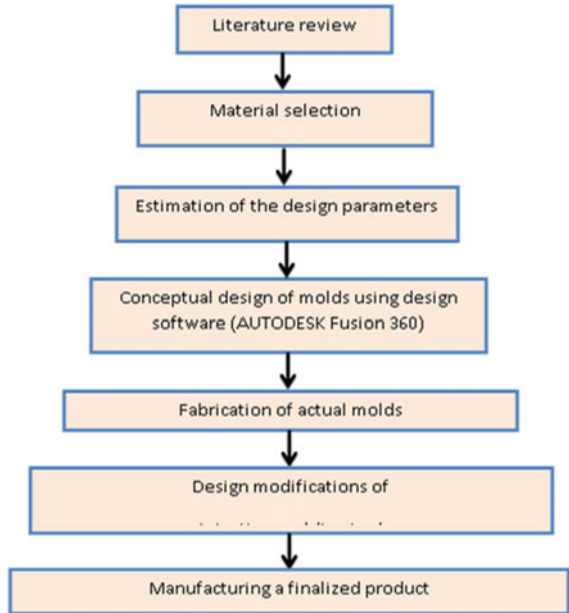 Literature review
Material selection
Estimation of the design parameters
Conceptual design of molds using design
software (AUTODESK Fusion 360)
Fabrication of actual molds
Design modifications of
Manufacturing a finalized product